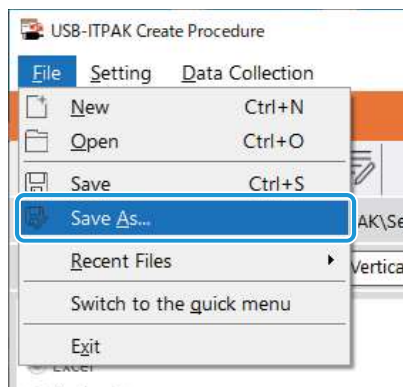 USB-ITPAK Create Procedure
File Setting Data Collection
New Ctrl+N
Open Ctrl+O
Save Ctrl+S
Save As...
AK\Se
Recent Files
Vertica
Switch to the quick menu
Exit
Excel